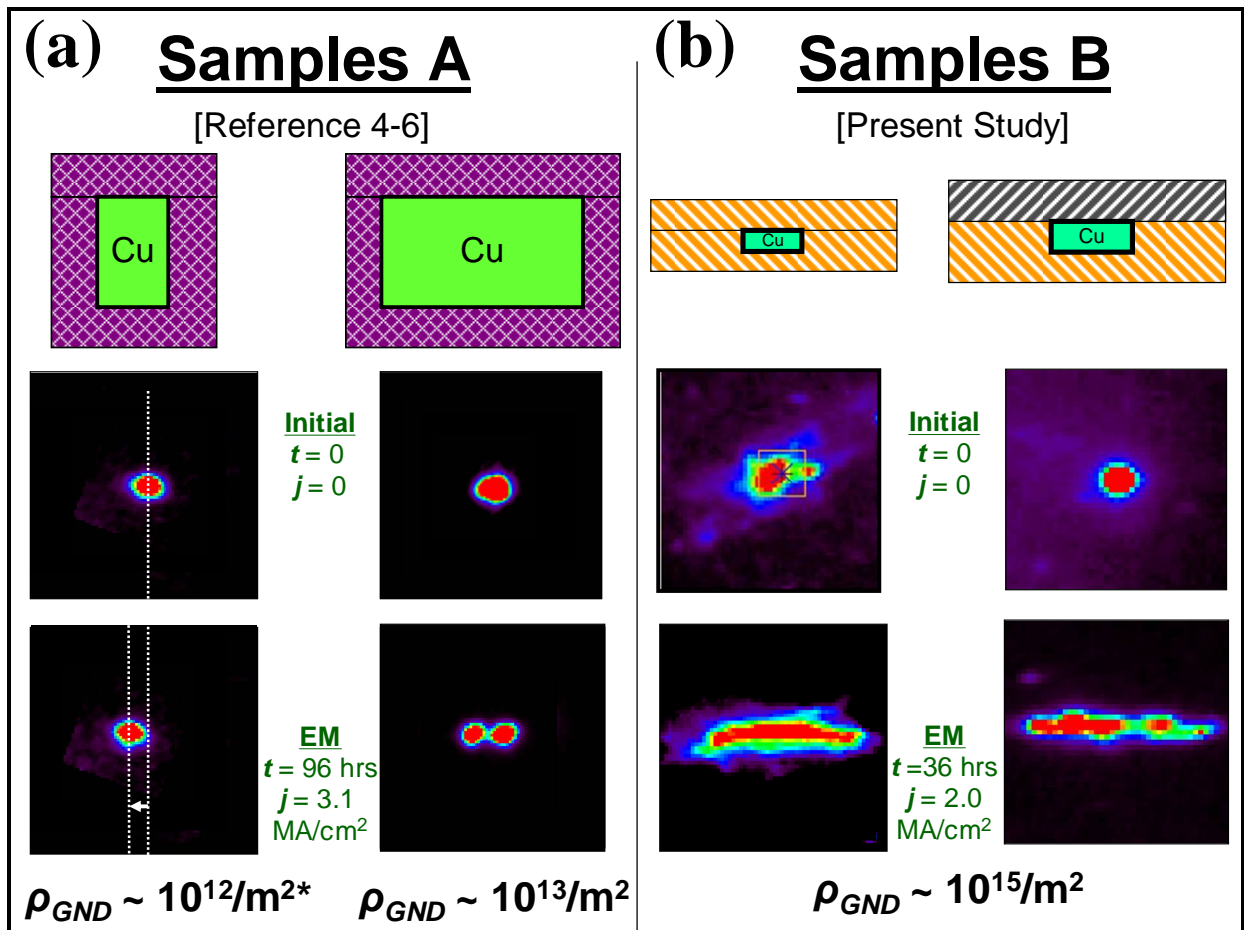 (a) Samples A
[Reference 4-6]
Cu
Cu
Initial
t = 0
j = 0
EM
t = 96 hrs
j = 3.1
MA/cm²
ρGND ~ 10¹²/m²* ρGND ~ 10¹³/m²
(b) Samples B
[Present Study]
Cu
Cu
Initial
t = 0
j = 0
EM
t =36 hrs
j = 2.0
MA/cm²
ρGND ~ 10¹⁵/m²